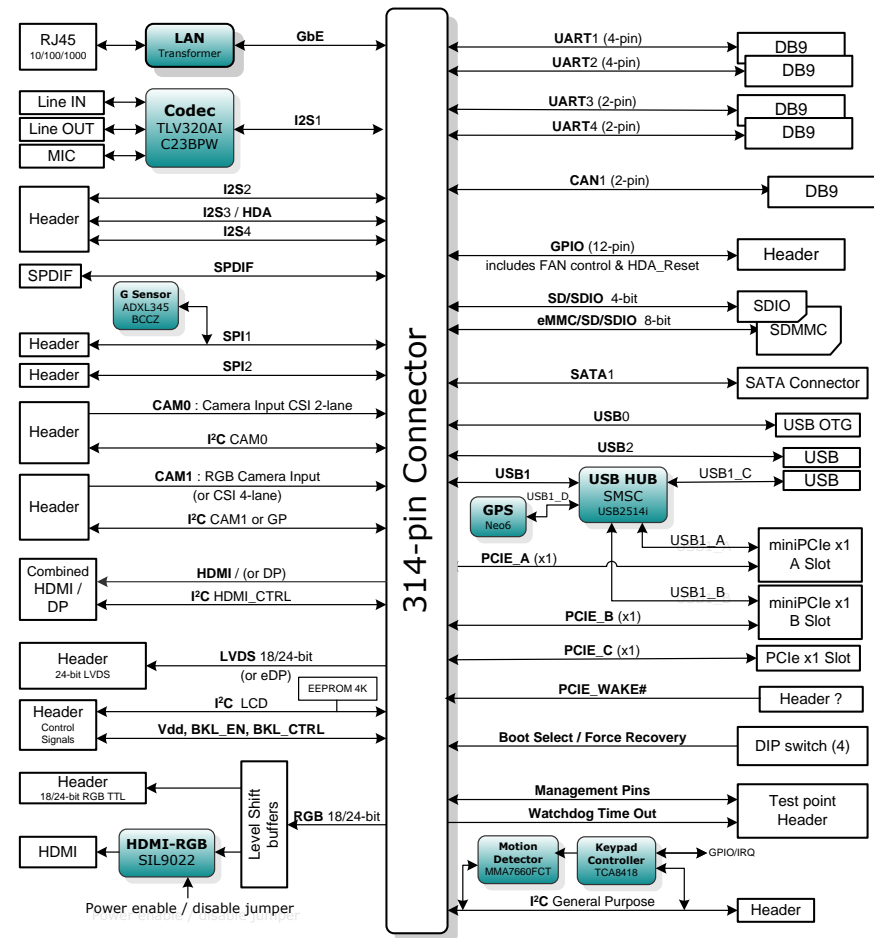 RJ45
10/100/1000
LAN
Transformer
GbE
Line IN
Line OUT
MIC
Codec
TLV320AI
C23BPW
I2S1
Header
I2S2
I2S3 / HDA
I2S4
SPDIF
SPDIF
G Sensor
ADXL345
BCCZ
Header
SPI1
Header
SPI2
Header
CAM0 : Camera Input CSI 2-lane
I²C CAM0
Header
CAM1 : RGB Camera Input
(or CSI 4-lane)
I²C CAM1 or GP
Combined
HDMI /
DP
HDMI / (or DP)
I²C HDMI_CTRL
Header
24-bit LVDS
LVDS 18/24-bit
(or eDP)
EEPROM 4K
Header
Control
Signals
I²C LCD
Vdd, BKL_EN, BKL_CTRL
Header
18/24-bit RGB TTL
HDMI
HDMI-RGB
SIL9022
Level Shift
buffers
RGB 18/24-bit
Power enable / disable jumper
314-pin Connector
UART1 (4-pin)
DB9
UART2 (4-pin)
DB9
UART3 (2-pin)
DB9
UART4 (2-pin)
DB9
CAN1 (2-pin)
DB9
GPIO (12-pin)
includes FAN control & HDA_Reset
Header
SD/SDIO 4-bit
SDIO
eMMC/SD/SDIO 8-bit
SDMMC
SATA1
SATA Connector
USB0
USB OTG
USB2
USB
USB1
USB HUB
SMSC
USB2514i
USB1_C
USB
GPS
Neo6
USB1_D
USB1_A
PCIE_A (x1)
miniPCIe x1
A Slot
USB1_B
PCIE_B (x1)
miniPCIe x1
B Slot
PCIE_C (x1)
PCIe x1 Slot
PCIE_WAKE#
Header ?
Boot Select / Force Recovery
DIP switch (4)
Management Pins
Watchdog Time Out
Test point
Header
Motion
Detector
MMA7660FCT
Keypad
Controller
TCA8418
GPIO/IRQ
I²C General Purpose
Header